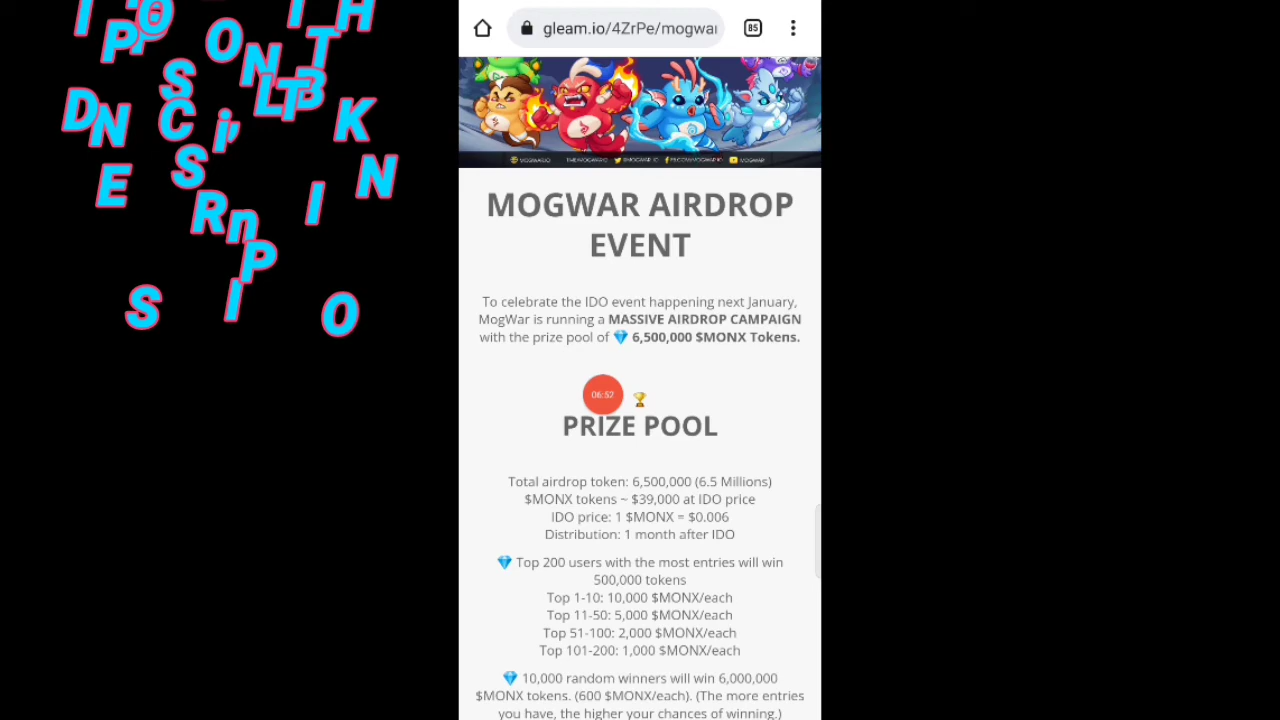 85
gleam.io/4ZrPe/mogwar
MOGWAR AIRDROP
EVENT
To celebrate the IDO event happening next January,
MogWar is running a MASSIVE AIRDROP CAMPAIGN
with the prize pool of 💎 6,500,000 $MONX Tokens.
06:52
🏆
PRIZE POOL
Total airdrop token: 6,500,000 (6.5 Millions)
$MONX tokens ~ $39,000 at IDO price
IDO price: 1 $MONX = $0.006
Distribution: 1 month after IDO
💎 Top 200 users with the most entries will win
500,000 tokens
Top 1-10: 10,000 $MONX/each
Top 11-50: 5,000 $MONX/each
Top 51-100: 2,000 $MONX/each
Top 101-200: 1,000 $MONX/each
💎 10,000 random winners will win 6,000,000
$MONX tokens. (600 $MONX/each). (The more entries
you have, the higher your chances of winning.)